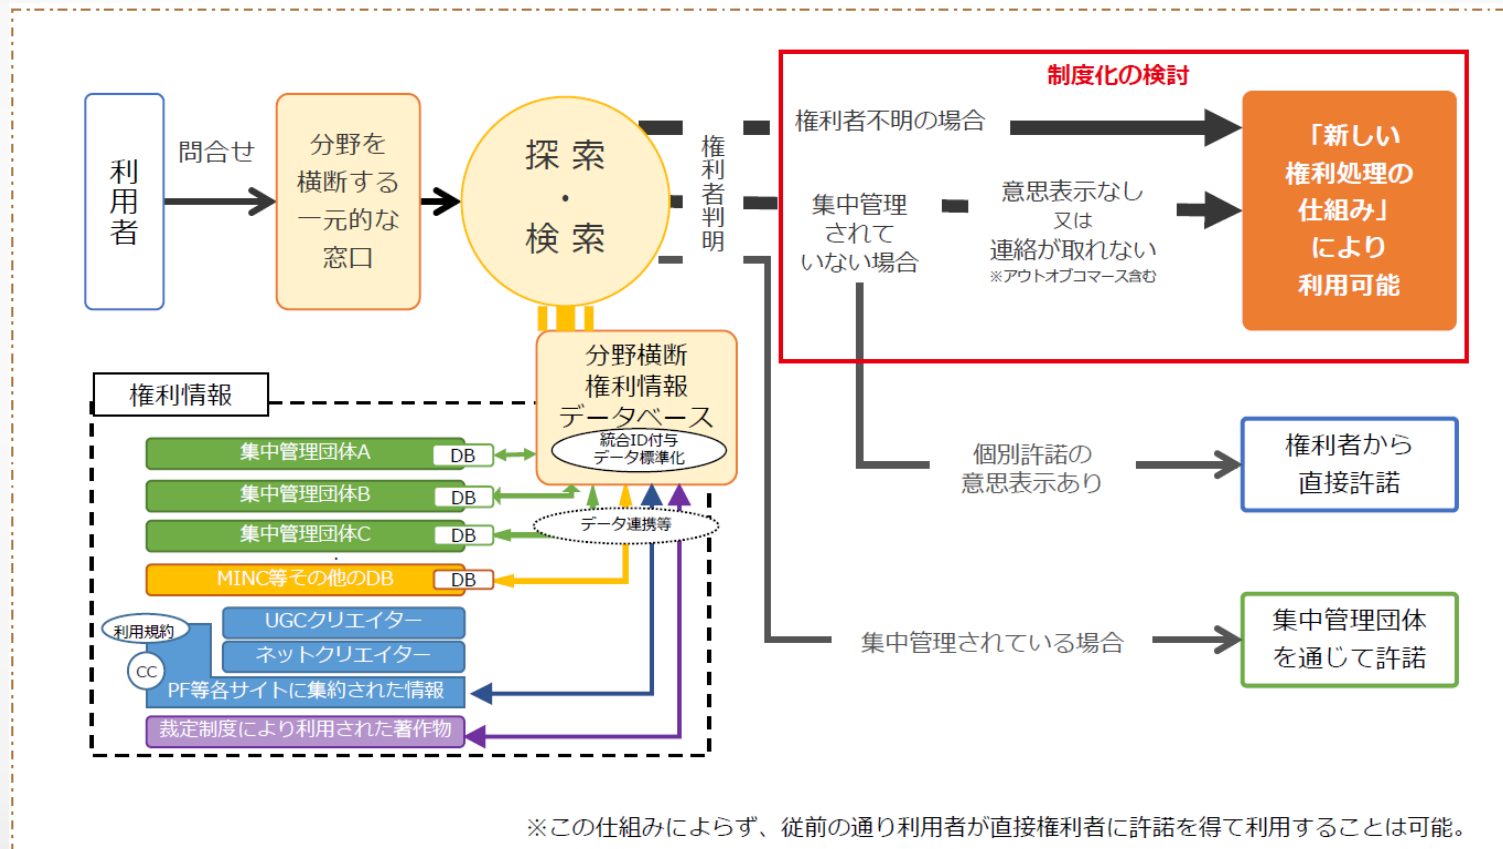 制度化の検討
利用者
問合せ
分野を
横断する
一元的な
窓口
探索
・
検索
権利者判明
権利者不明の場合
集中管理
されて
いない場合
意思表示なし
又は
連絡が取れない
※アウトオブコマース含む
「新しい
権利処理の
仕組み」
により
利用可能
分野横断
権利情報
データベース
統合ID付与
データ標準化
権利情報
集中管理団体A
DB
集中管理団体B
DB
集中管理団体C
DB
・
MINC等その他のDB
DB
データ連携等
利用規約
CC
UGCクリエイター
ネットクリエイター
PF等各サイトに集約された情報
裁定制度により利用された著作物
個別許諾の
意思表示あり
権利者から
直接許諾
集中管理されている場合
集中管理団体
を通じて許諾
※この仕組みによらず、従前の通り利用者が直接権利者に許諾を得て利用することは可能。